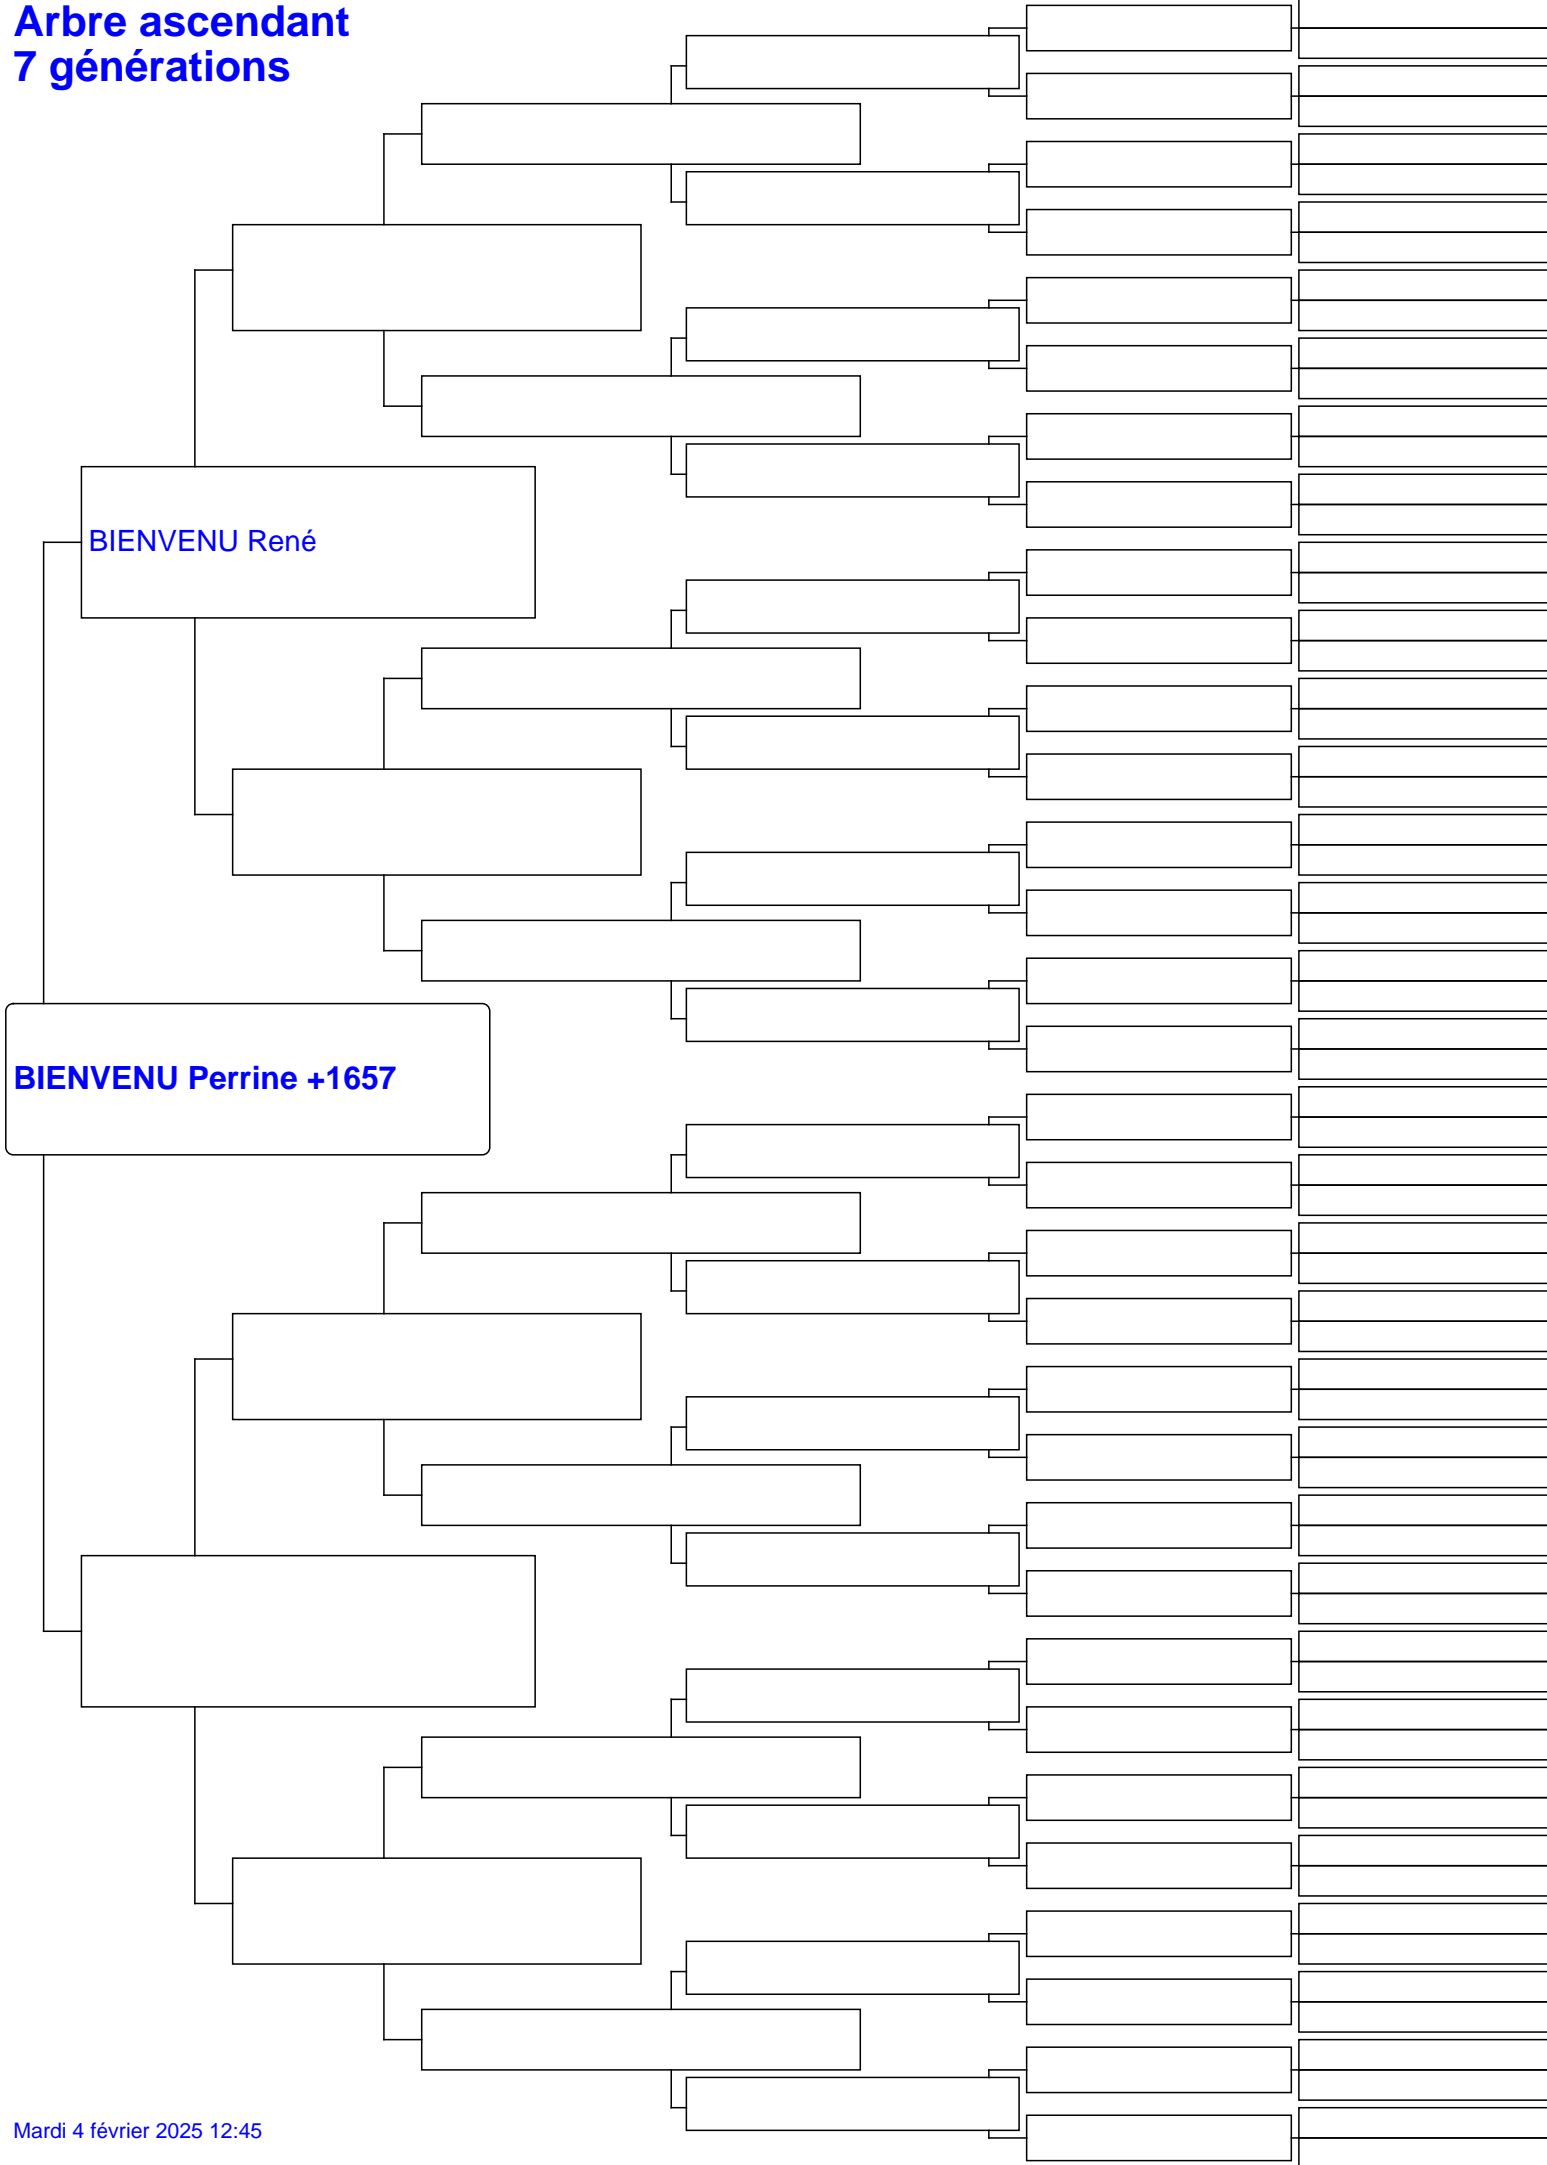 Arbre ascendant
7 générations
BIENVENU René
BIENVENU Perrine +1657
Mardi 4 février 2025 12:45